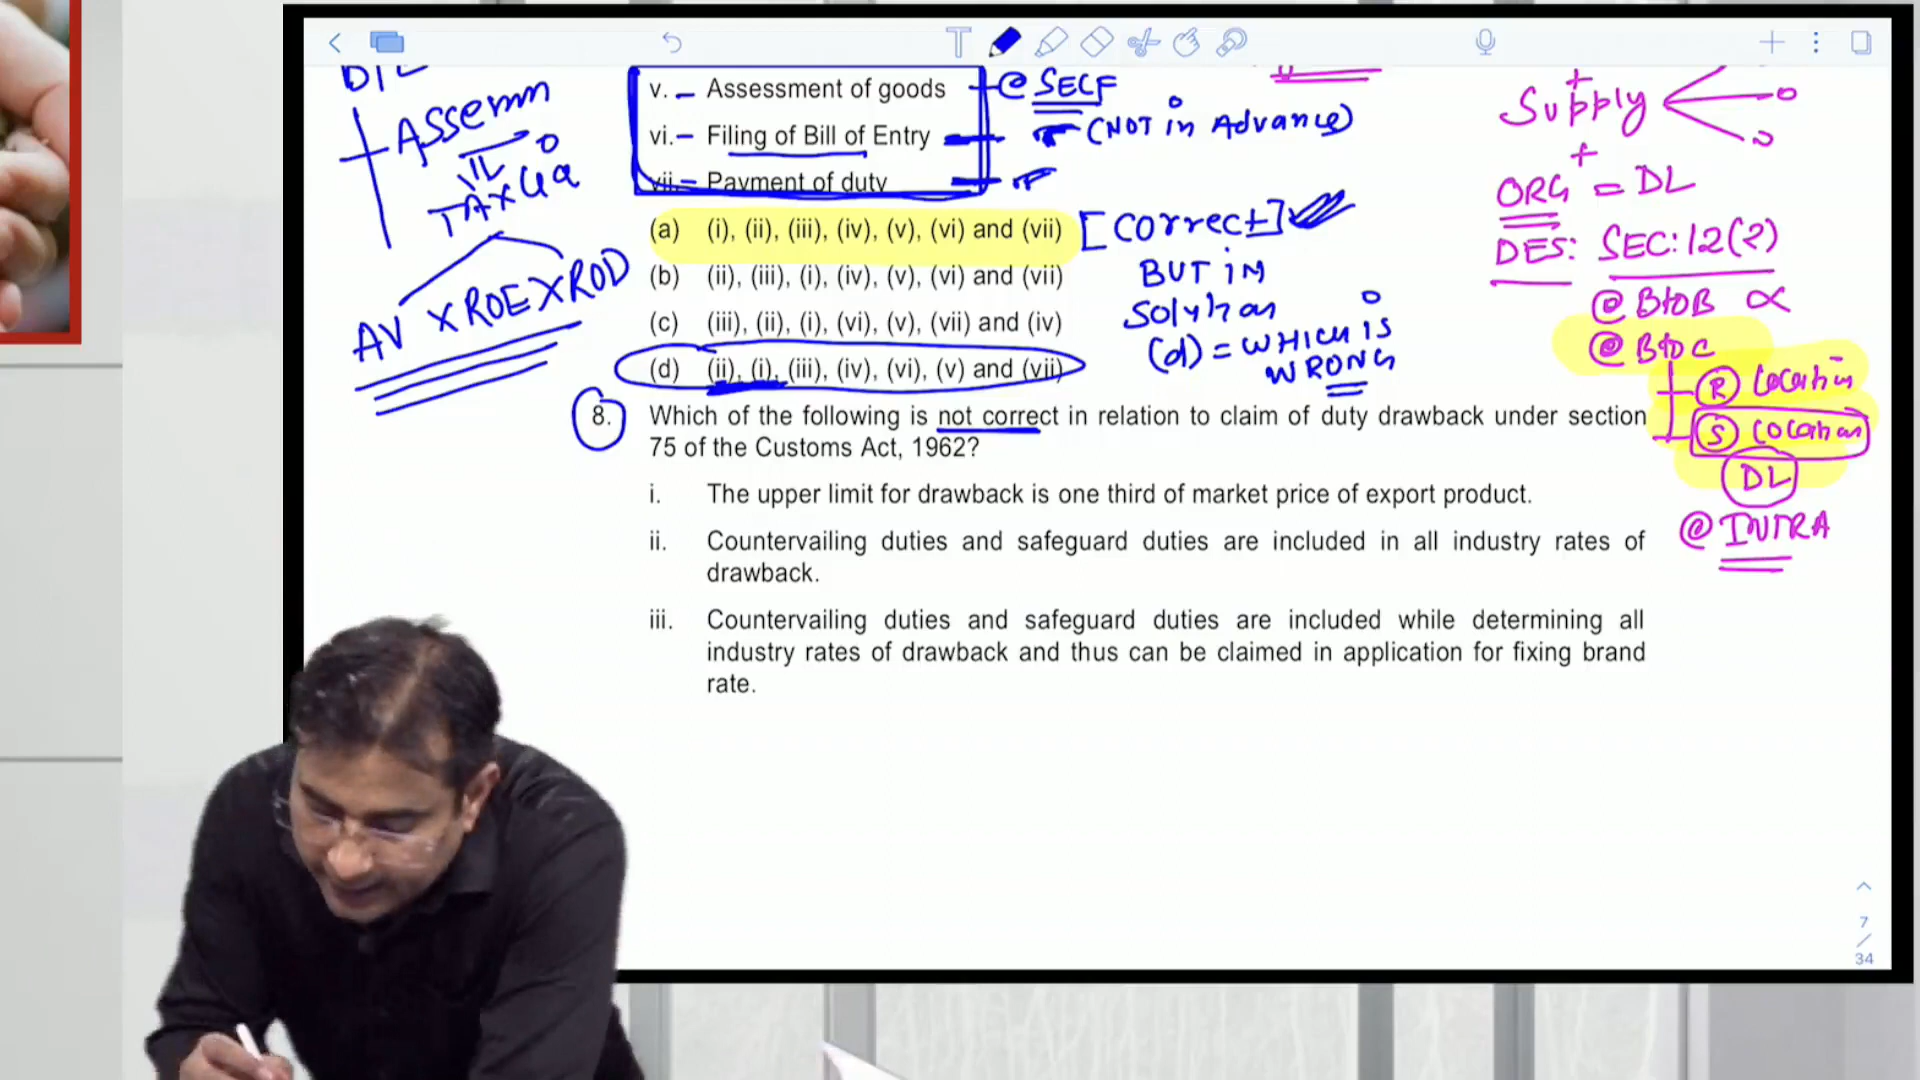 Assemm
TAX Lia
AV X ROE X ROD
v. Assessment of goods @ SELF
vi. Filing of Bill of Entry (NOT in Advance)
vii. Payment of duty
(a) (i), (ii), (iii), (iv), (v), (vi) and (vii) [Correct]
(b) (ii), (iii), (i), (iv), (v), (vi) and (vii) BUT in
(c) (iii), (ii), (i), (vi), (v), (vii) and (iv) Solution
(d) (ii), (i), (iii), (iv), (vi), (v) and (vii) (d) = WHICH IS
WRONG
8. Which of the following is not correct in relation to claim of duty drawback under section
75 of the Customs Act, 1962?
i. The upper limit for drawback is one third of market price of export product.
ii. Countervailing duties and safeguard duties are included in all industry rates of
drawback.
iii. Countervailing duties and safeguard duties are included while determining all
industry rates of drawback and thus can be claimed in application for fixing brand
rate.
+
Supply
+
ORG = DL
DES: SEC:12(2)
@ BtoB
@ BtoC
R Location
S Location
DL
@ INTRA
7
/
34